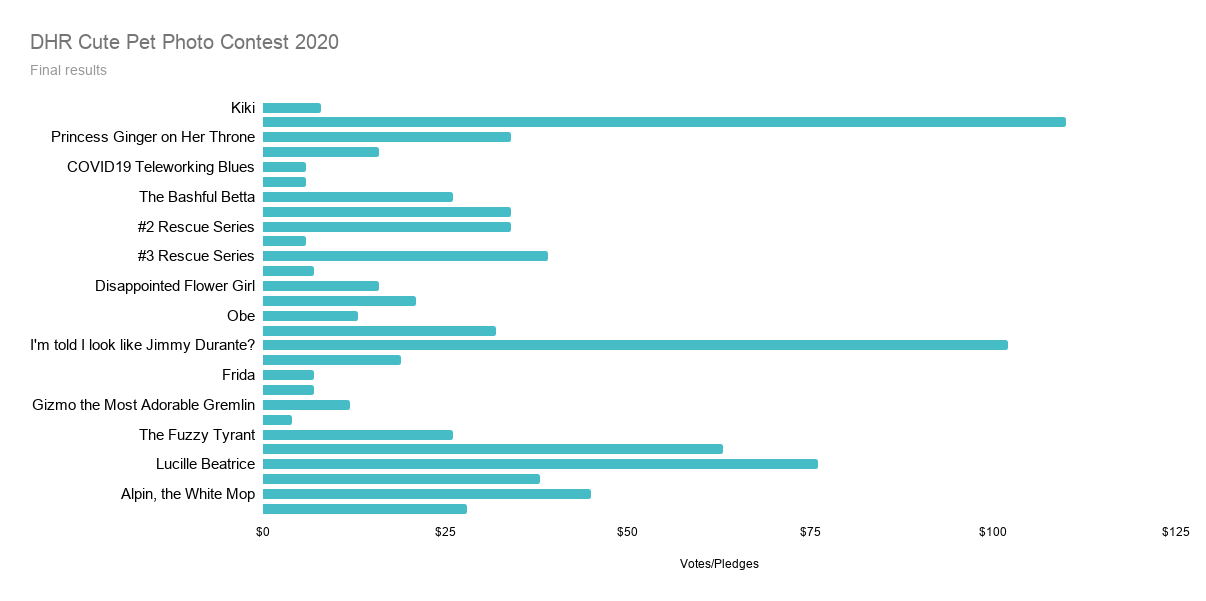 DHR Cute Pet Photo Contest 2020
Final results
Kiki
Princess Ginger on Her Throne
COVID19 Teleworking Blues
The Bashful Betta
#2 Rescue Series
#3 Rescue Series
Disappointed Flower Girl
Obe
I'm told I look like Jimmy Durante?
Frida
Gizmo the Most Adorable Gremlin
The Fuzzy Tyrant
Lucille Beatrice
Alpin, the White Mop
$0 $25 $50 $75 $100 $125
Votes/Pledges